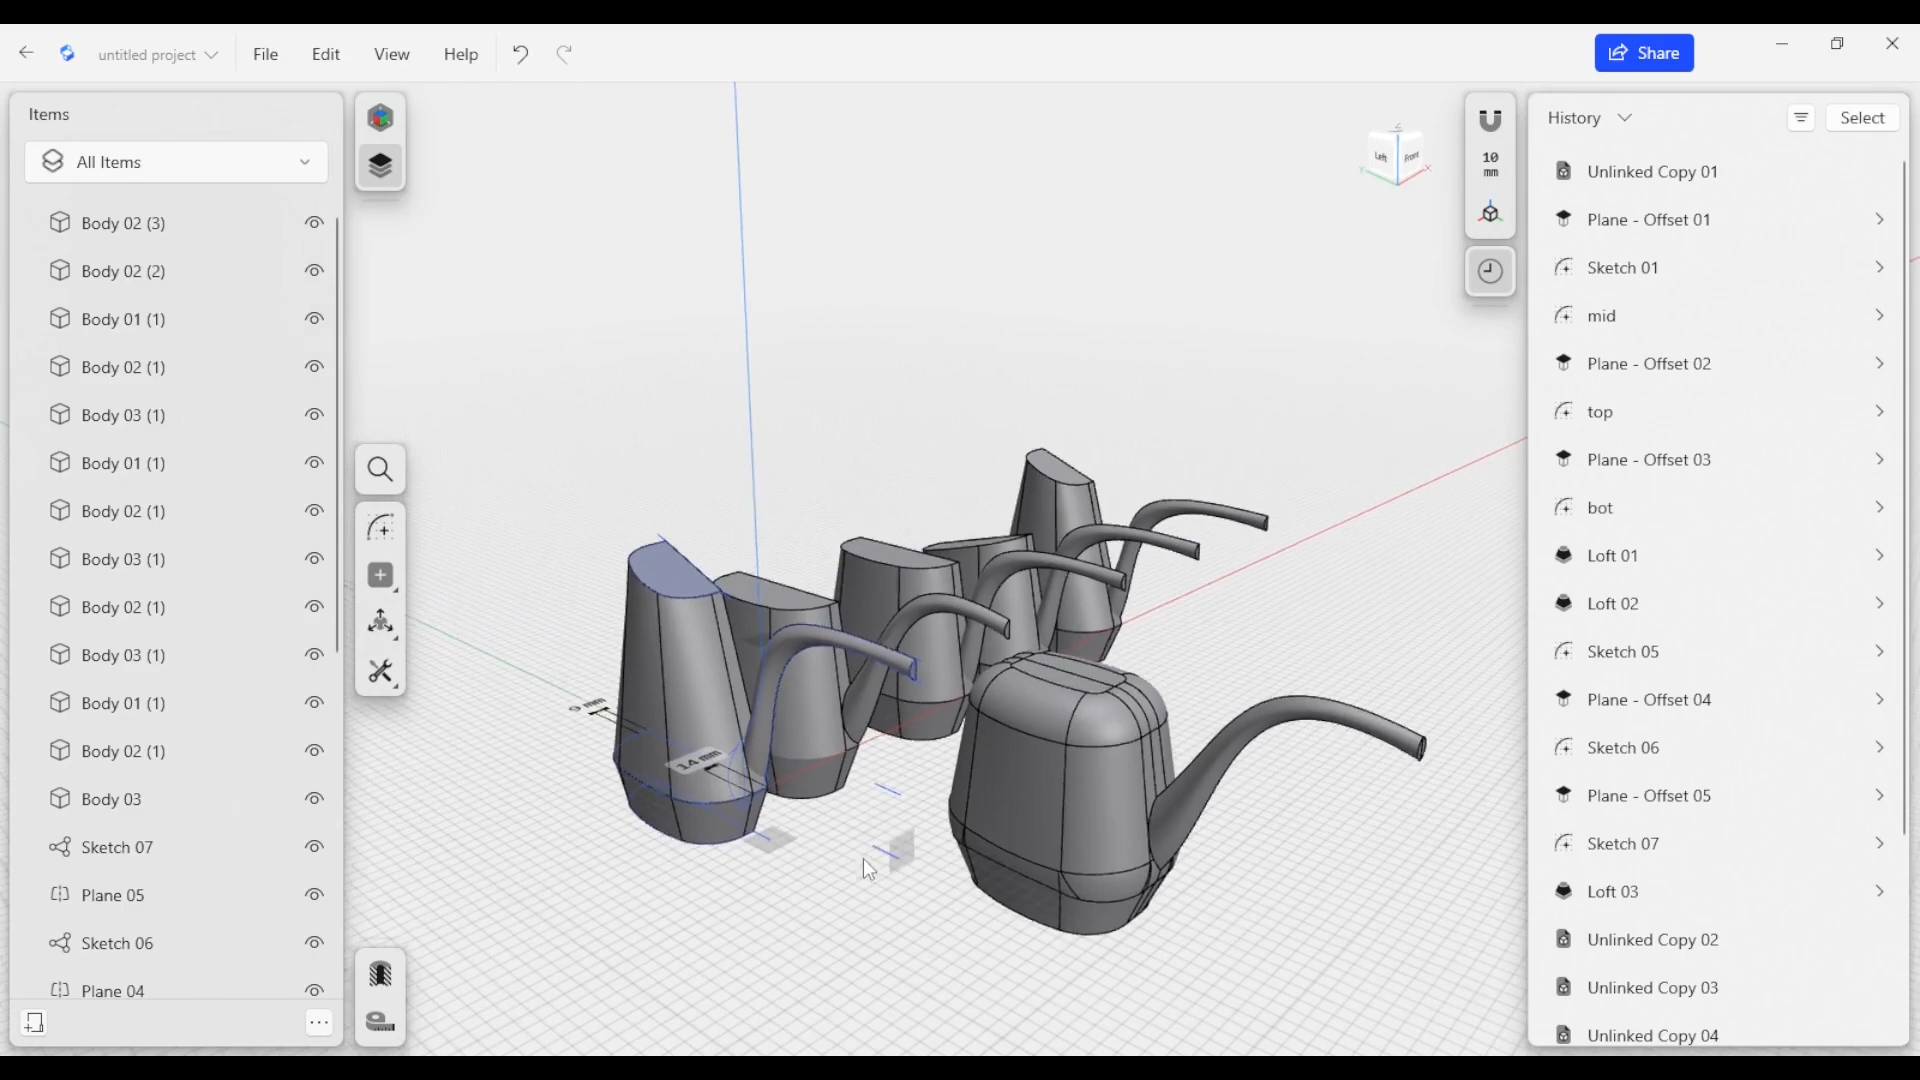 untitled project
File
Edit
View
Help
Share
Items
All Items
Body 02 (3)
Body 02 (2)
Body 01 (1)
Body 02 (1)
Body 03 (1)
Body 01 (1)
Body 02 (1)
Body 03 (1)
Body 02 (1)
Body 03 (1)
Body 01 (1)
Body 02 (1)
Body 03
Sketch 07
Plane 05
Sketch 06
Plane 04
14 mm
Z
Left
Front
Y
X
10
mm
History
Select
Unlinked Copy 01
Plane - Offset 01
Sketch 01
mid
Plane - Offset 02
top
Plane - Offset 03
bot
Loft 01
Loft 02
Sketch 05
Plane - Offset 04
Sketch 06
Plane - Offset 05
Sketch 07
Loft 03
Unlinked Copy 02
Unlinked Copy 03
Unlinked Copy 04